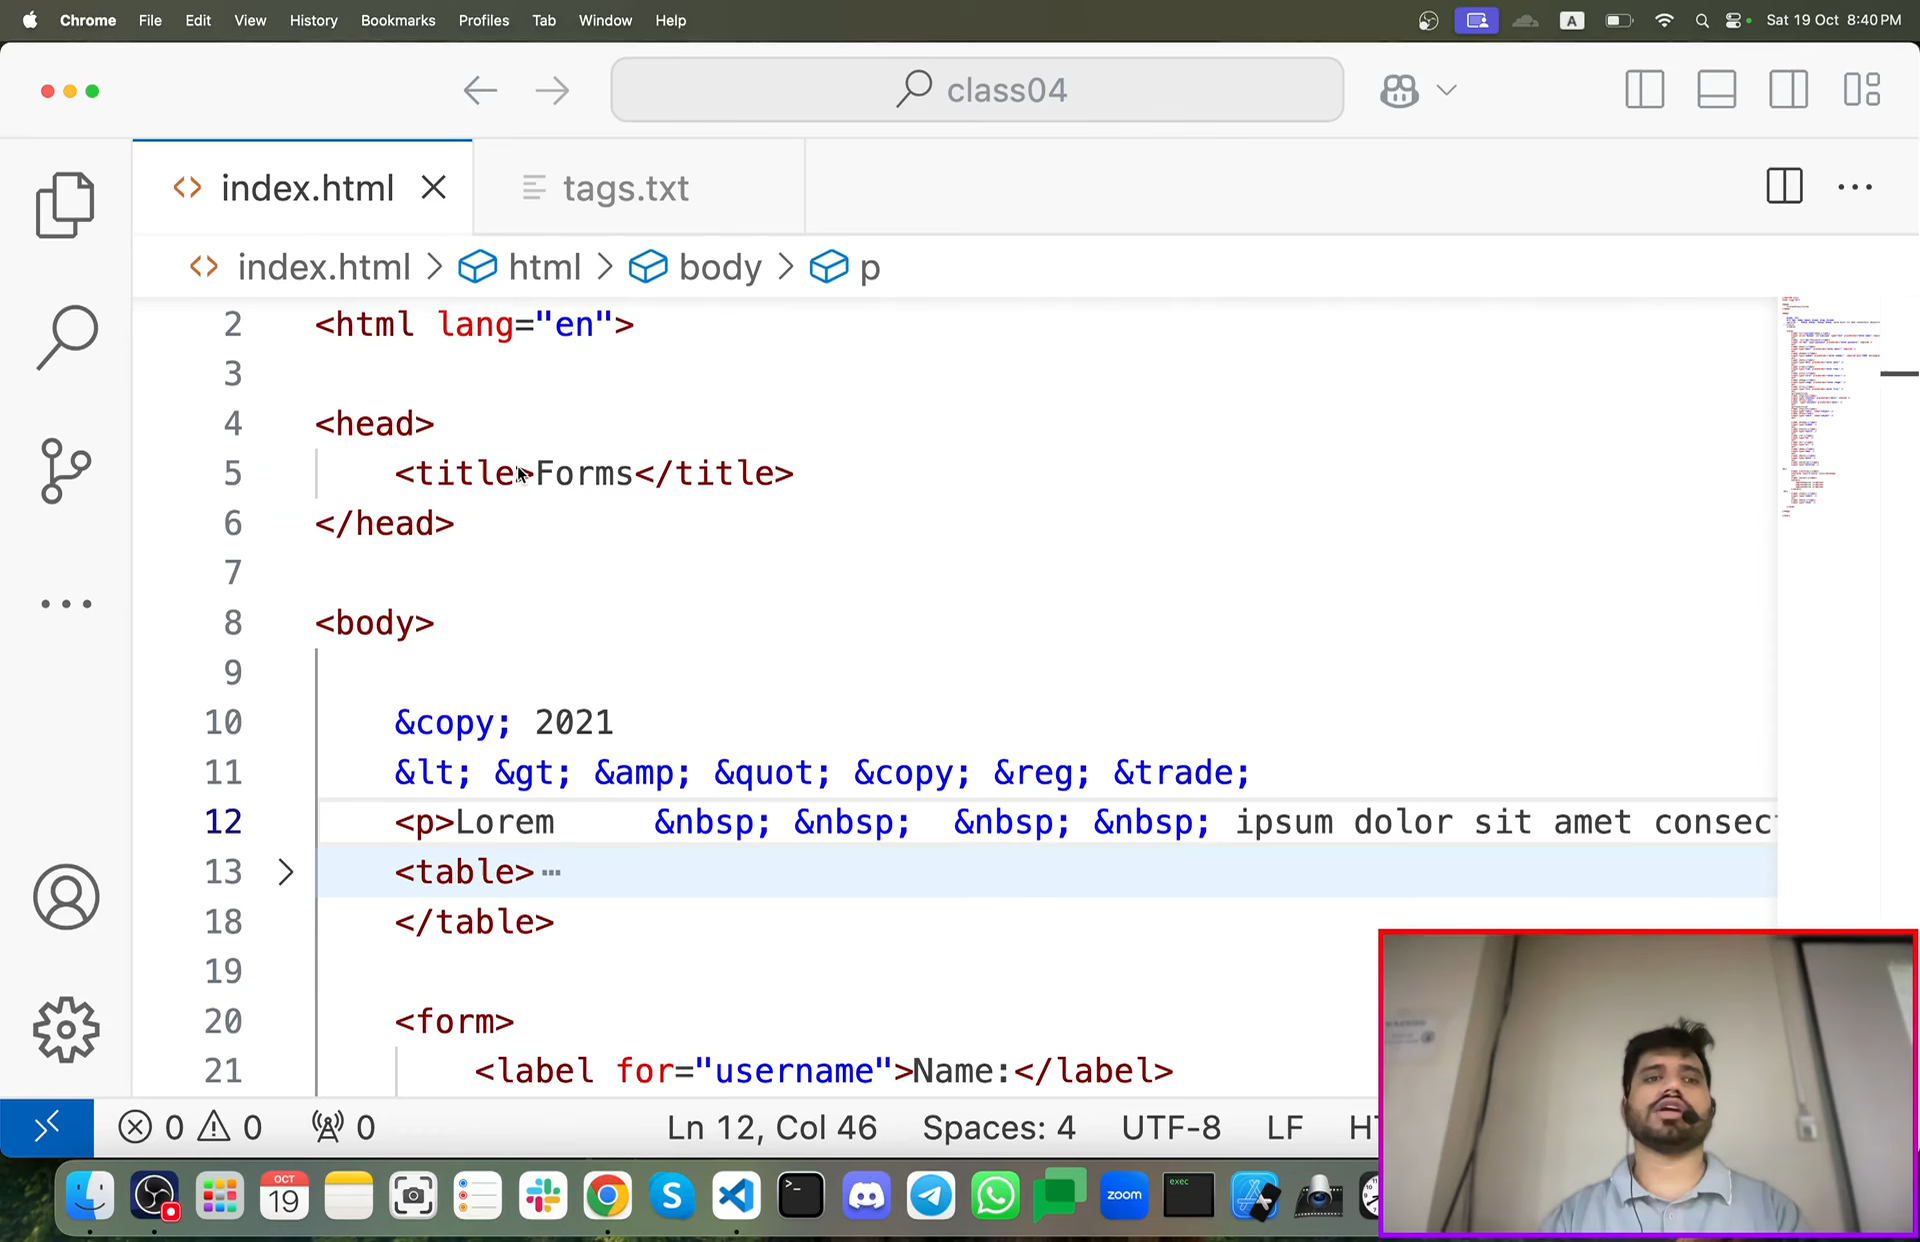 Chrome File Edit View History Bookmarks Profiles Tab Window Help A Sat 19 Oct 8:40 PM
class04
index.html tags.txt
index.html > html > body > p
2 <html lang="en">
3
4 <head>
5 <title>Forms</title>
6 </head>
7
8 <body>
9
10 &copy; 2021
11 &lt; &gt; &amp; &quot; &copy; &reg; &trade;
12 <p>Lorem &nbsp; &nbsp; &nbsp; &nbsp; ipsum dolor sit amet consec
13 <table>
18 </table>
19
20 <form>
21 <label for="username">Name:</label>
0 0 0 Ln 12, Col 46 Spaces: 4 UTF-8 LF
OCT
19
S
zoom
exec